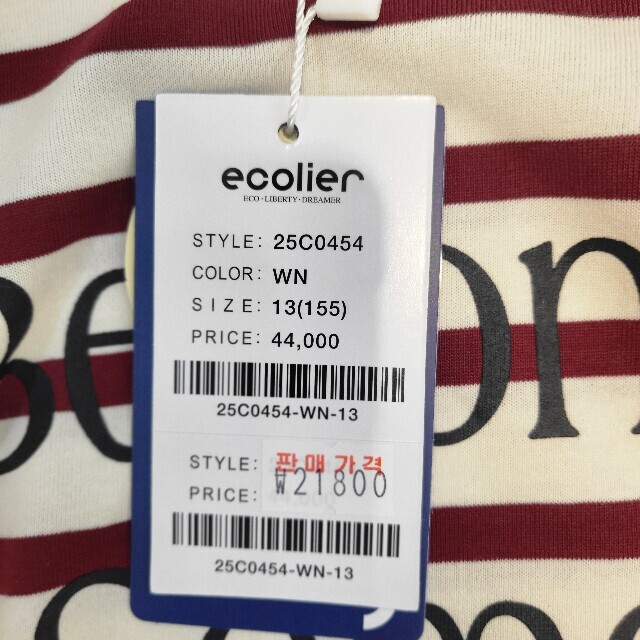 ecolier
ECO·LIBERTY·DREAMER
STYLE: 25C0454
COLOR: WN
SIZE: 13(155)
PRICE: 44,000
25C0454-WN-13
STYLE: 판매가격
PRICE: ₩21800
25C0454-WN-13